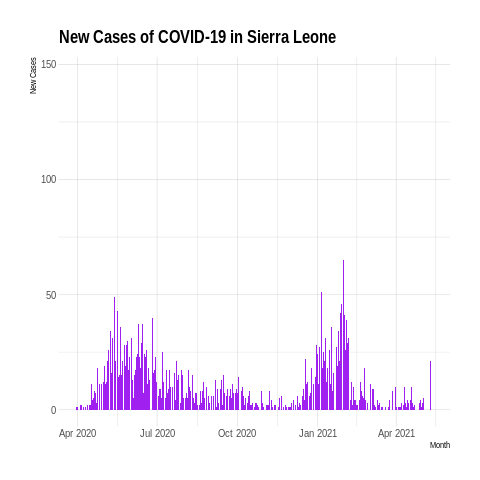 New Cases of COVID-19 in Sierra Leone
New Cases
150
100
50
0
Apr 2020 Jul 2020 Oct 2020 Jan 2021 Apr 2021
Month